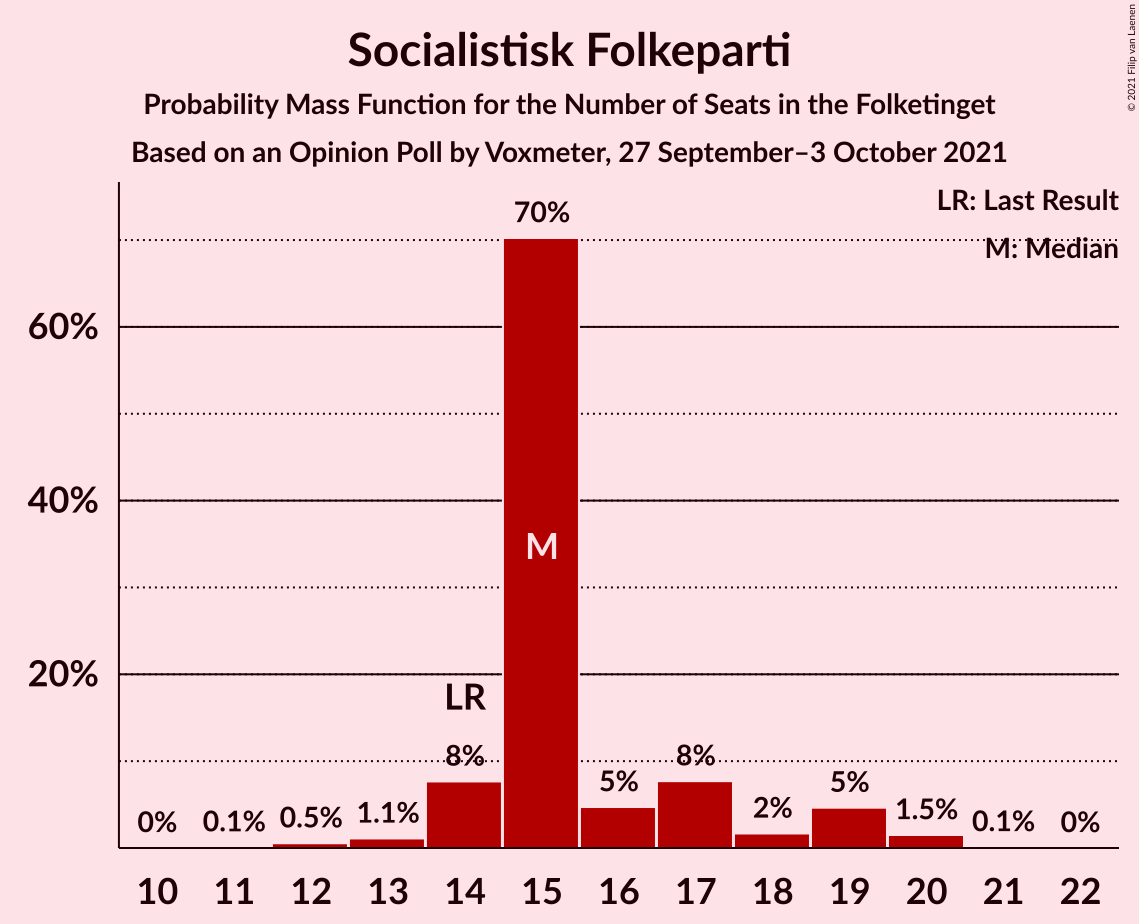 Socialistisk Folkeparti
Probability Mass Function for the Number of Seats in the Folketinget
Based on an Opinion Poll by Voxmeter, 27 September–3 October 2021
© 2021 Filip van Laenen
LR: Last Result
M: Median
70%
60%
40%
20%
M
LR
0% 0.1% 0.5% 1.1% 8% 5% 8% 2% 5% 1.5% 0.1% 0%
10 11 12 13 14 15 16 17 18 19 20 21 22